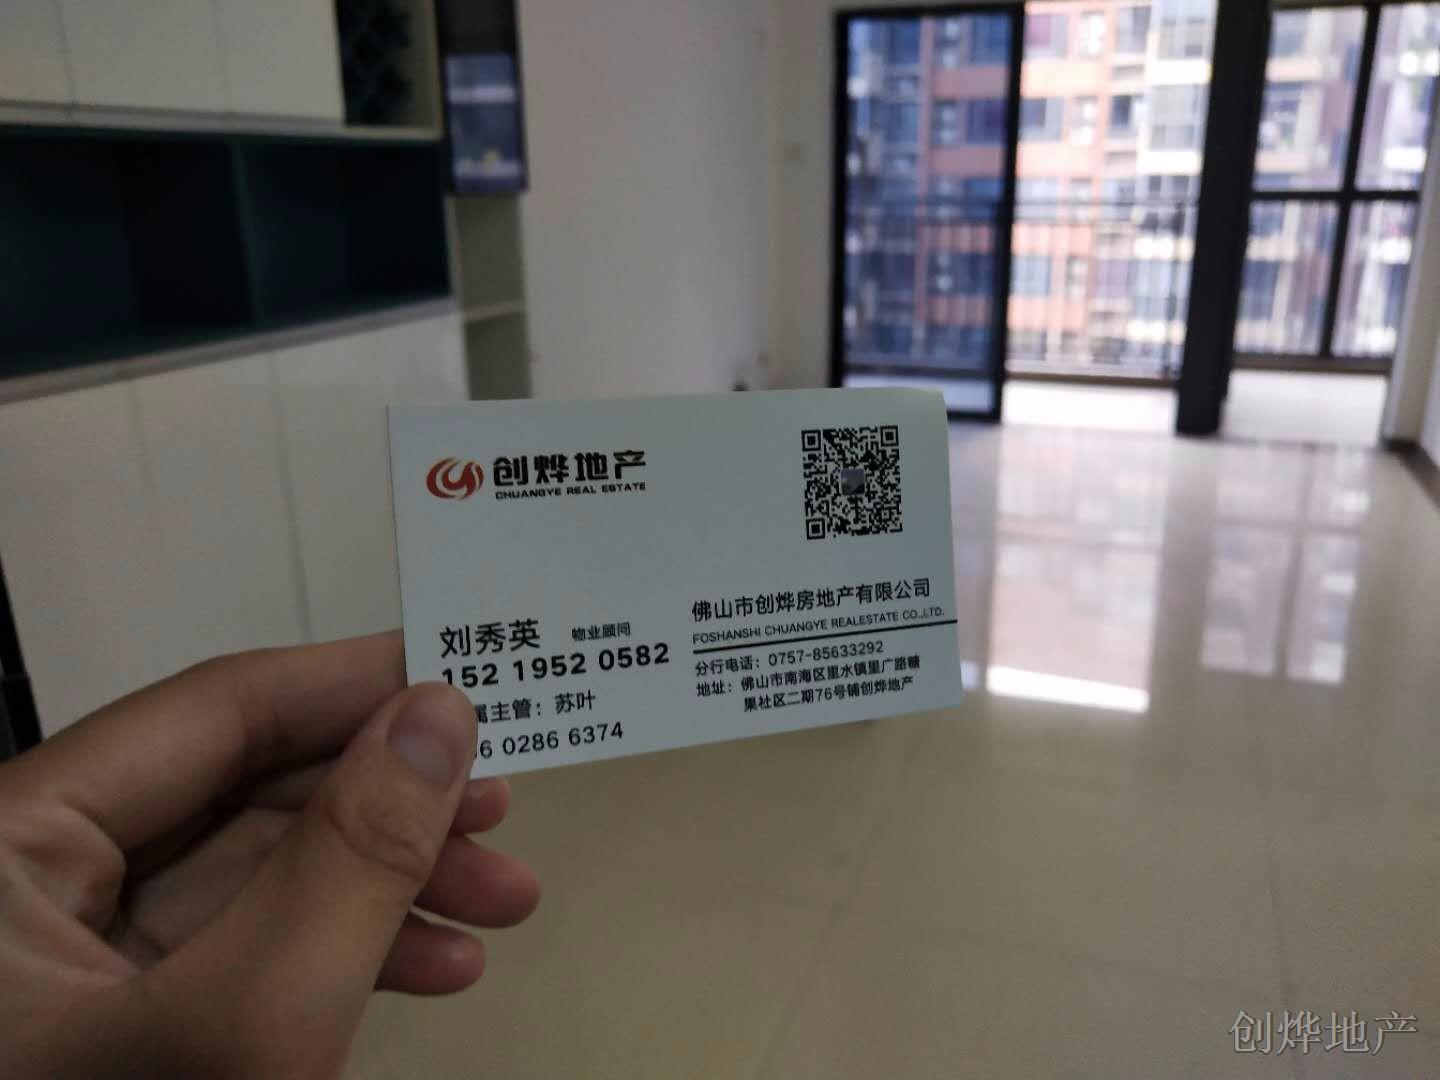 创烨地产
CHUANGYE REAL ESTATE
刘秀英 物业顾问
152 1952 0582
属主管：苏叶
6 0286 6374
佛山市创烨房地产有限公司
FOSHANSHI CHUANGYE REALESTATE CO.,LTD.
分行电话：0757-85633292
地址：佛山市南海区里水镇里广路糖
果社区二期76号铺创烨地产
创烨地产